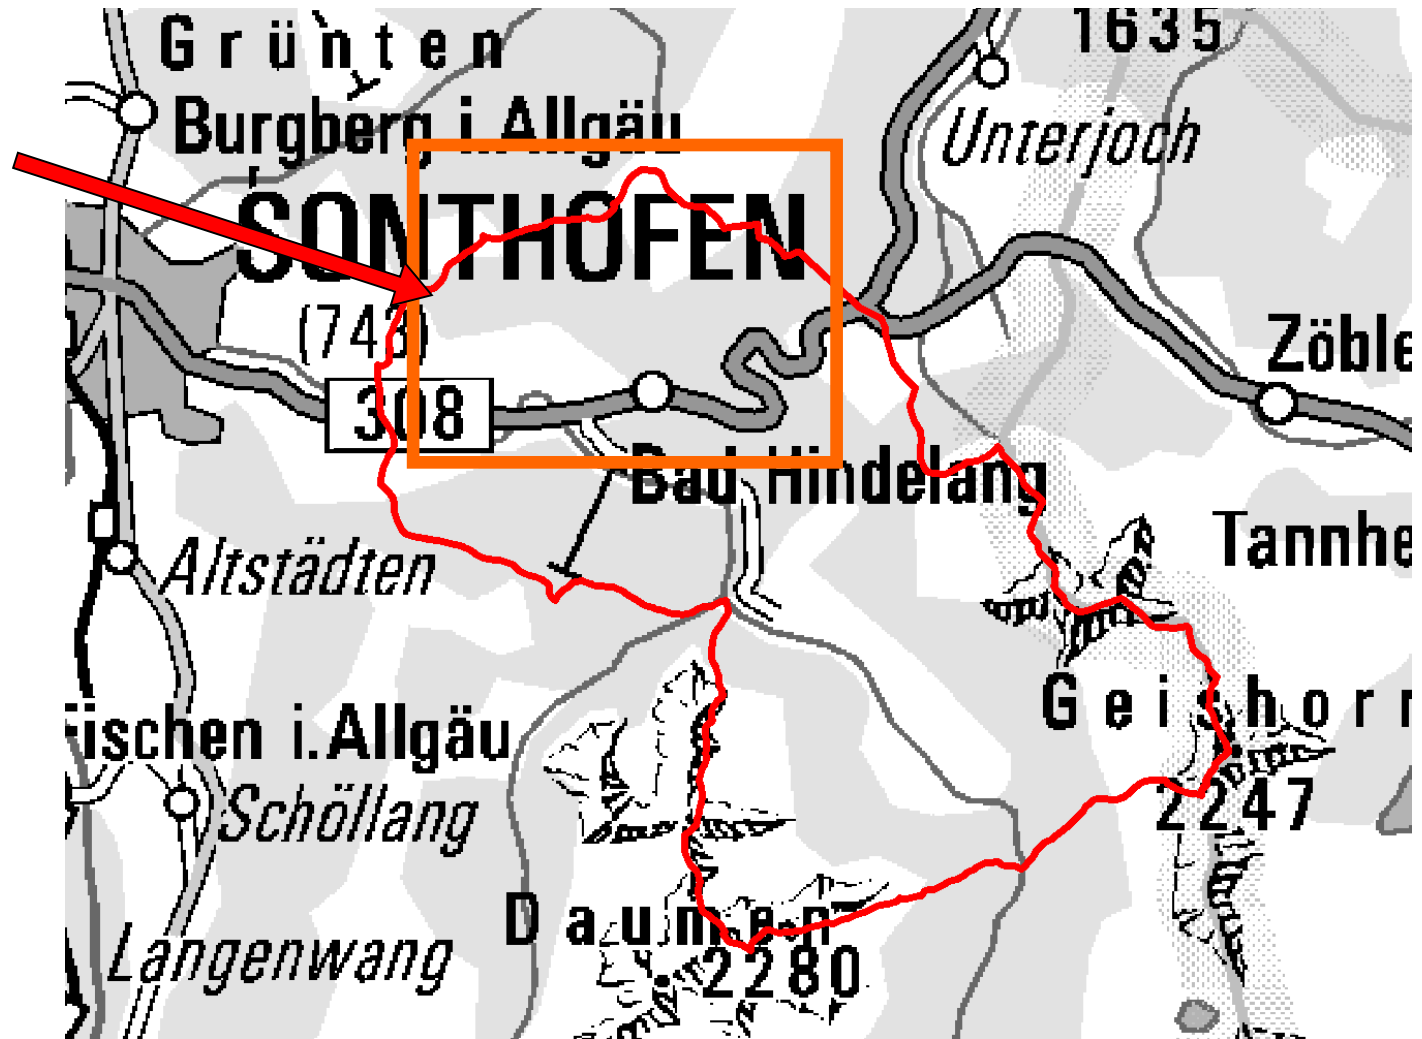 Grünten
1635
Burgberg i. Allgäu
Unterjoch
SONTHOFEN
(743)
Zöble
308
Bad Hindelang
Tannhe
Altstädten
Geishorn
Fischen i. Allgäu
2247
Schöllang
Daumen
Langenwang
2280